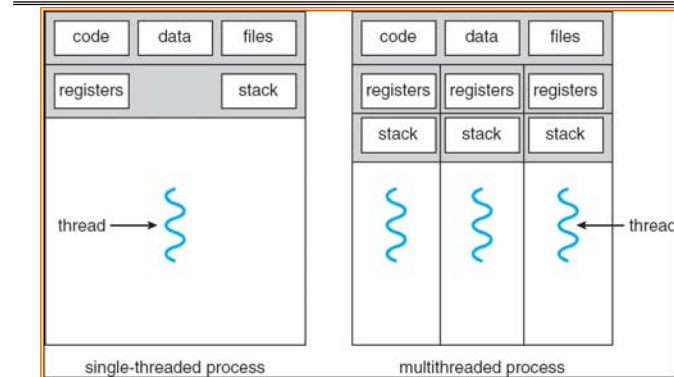 code data files
registers stack
thread
single-threaded process
code data files
registers registers registers
stack stack stack
thread
multithreaded process